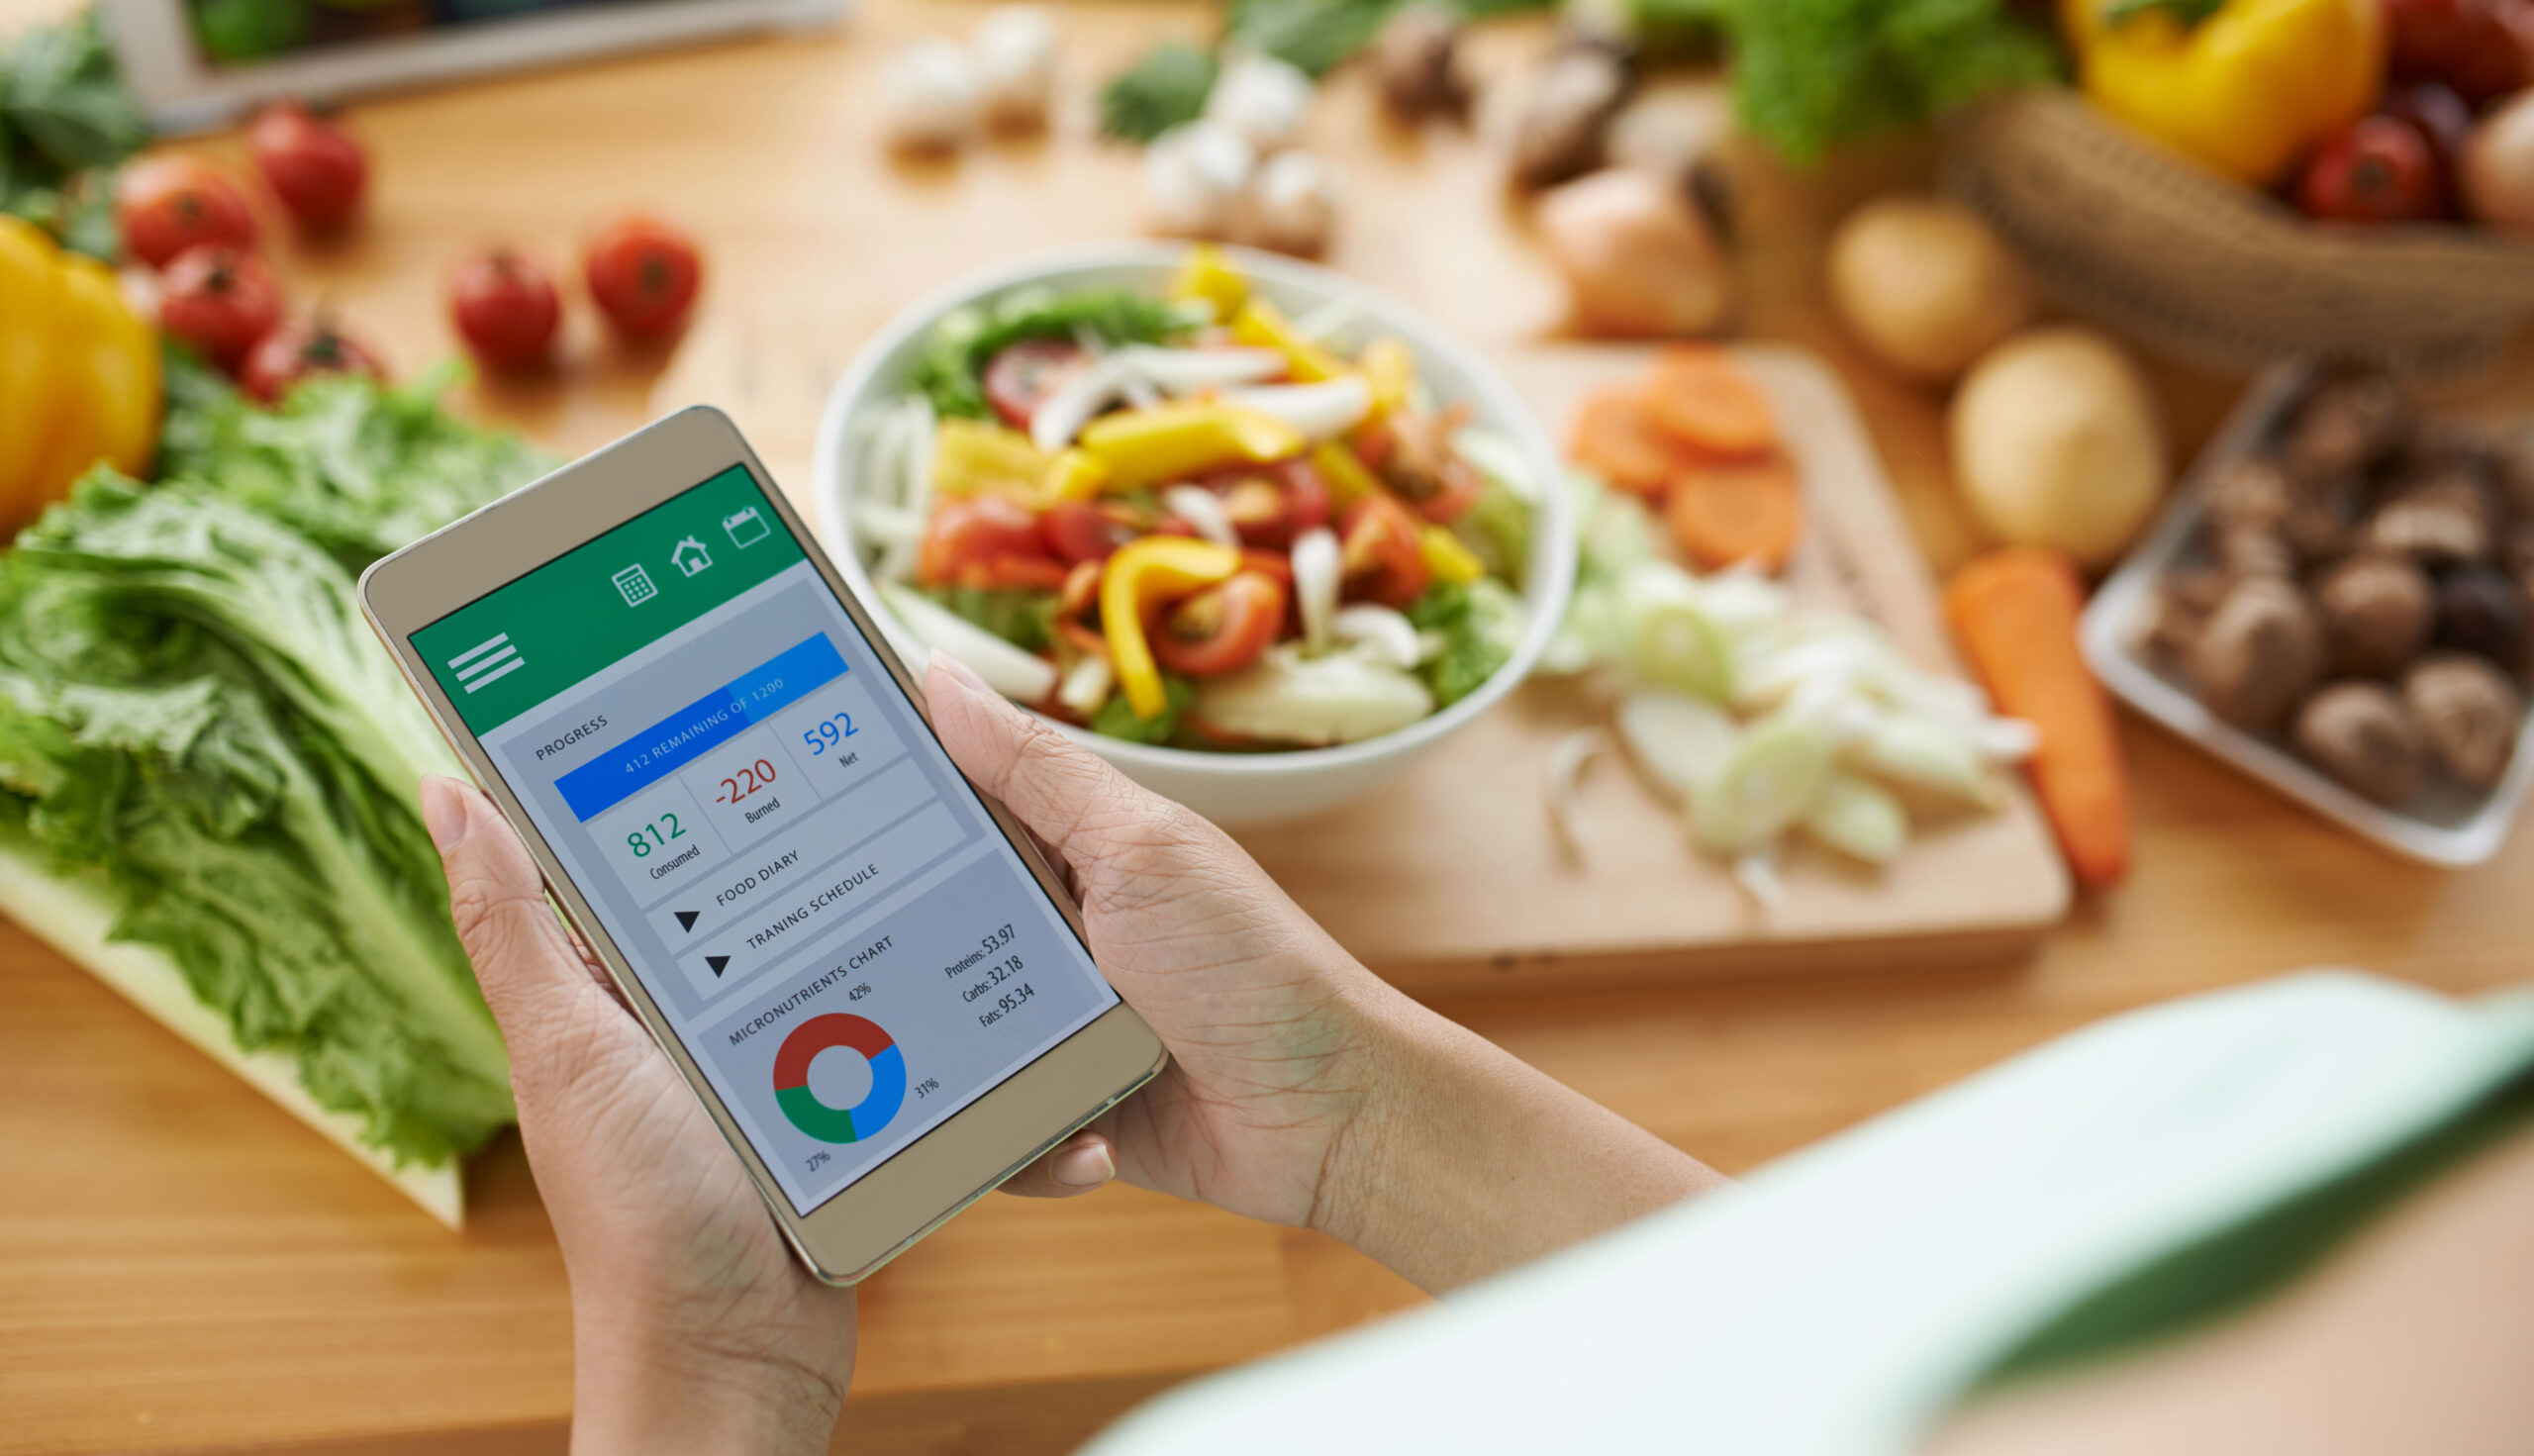 PROGRESS
412 REMAINING OF 1200
812 -220 592
Consumed Burned Net
FOOD DIARY
TRANING SCHEDULE
MICRONUTRIENTS CHART
42%
31%
27%
Proteins: 53.97
Carbs: 32.18
Fats: 95.34